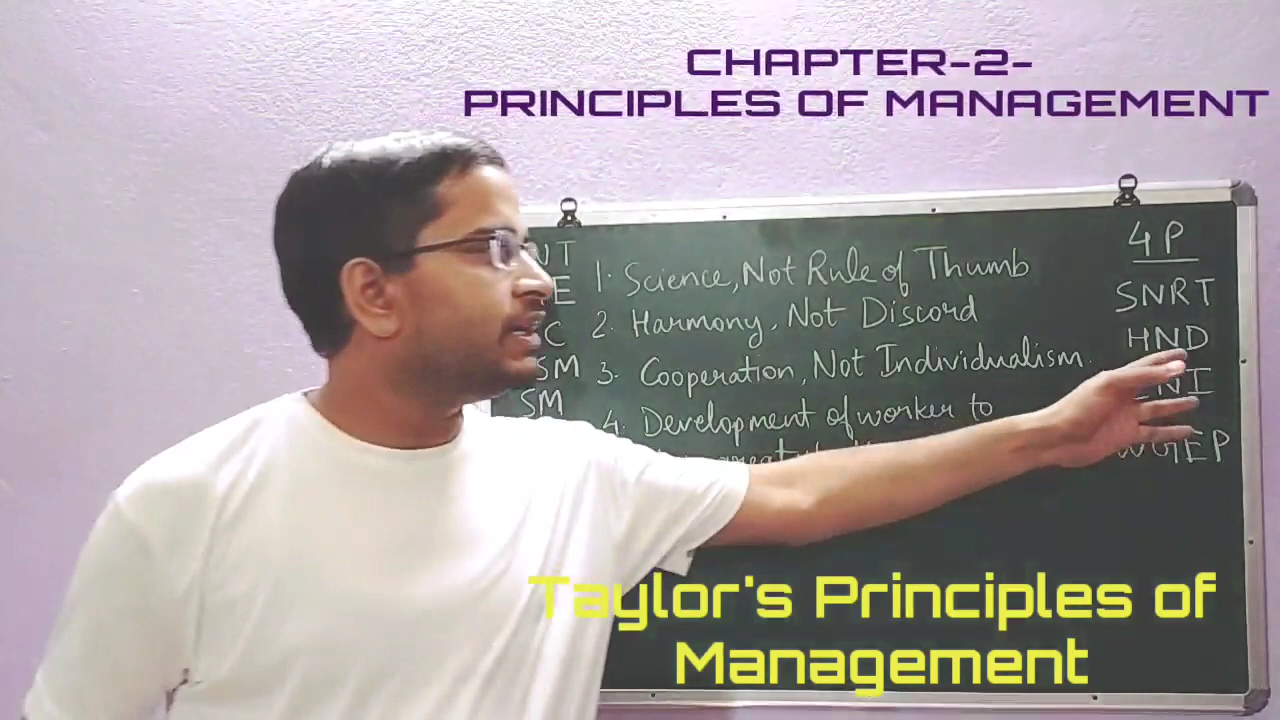 CHAPTER-2-
PRINCIPLES OF MANAGEMENT
4P
1. Science, Not Rule of Thumb
SNRT
2. Harmony, Not Discord
HND
C
3. Cooperation, Not Individualism.
SM
SM
4. Development of worker to
Taylor's Principles of
Management